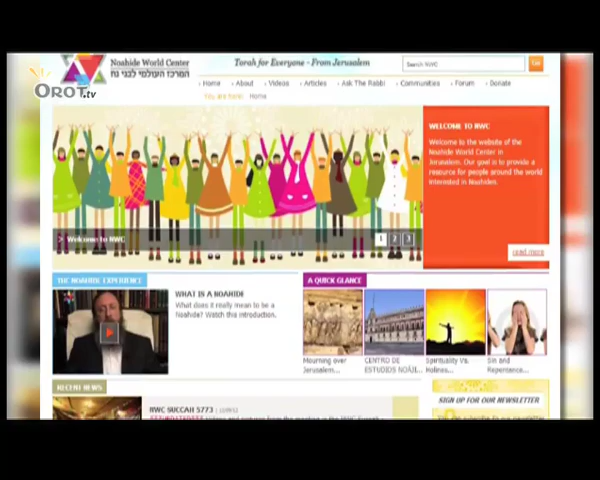 Noahide World Center
המרכז העולמי לבני נח
Torah for Everyone - From Jerusalem
Search NWC
Go
OROT.tv
Home
About
Videos
Articles
Ask The Rabbi
Communities
Forum
Donate
You are here: Home
WELCOME TO NWC
Welcome to the website of the
Noahide World Center in
Jerusalem. Our goal is to provide a
resource for people around the world
interested in Noahides.
> Welcome to NWC
1 2 3
read more
THE NOAHIDE EXPERIENCE
WHAT IS A NOAHIDE
What does it really mean to be a
Noahide? Watch this introduction.
A QUICK GLANCE
Mourning over
Jerusalem...
CENTRO DE
ESTUDIOS NOÁJI...
Spirituality Vs.
Holines...
Sin and
Repentance...
RECENT NEWS
NWC SUCCAH 5773
SIGN UP FOR OUR NEWSLETTER